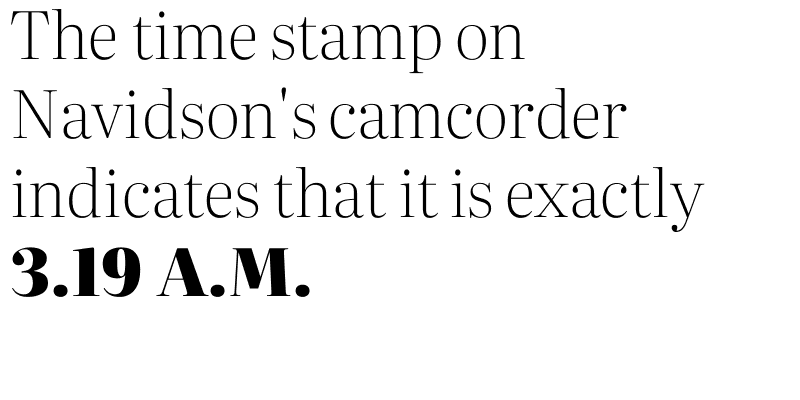 The time stamp on
Navidson's camcorder
indicates that it is exactly
3.19 A.M.